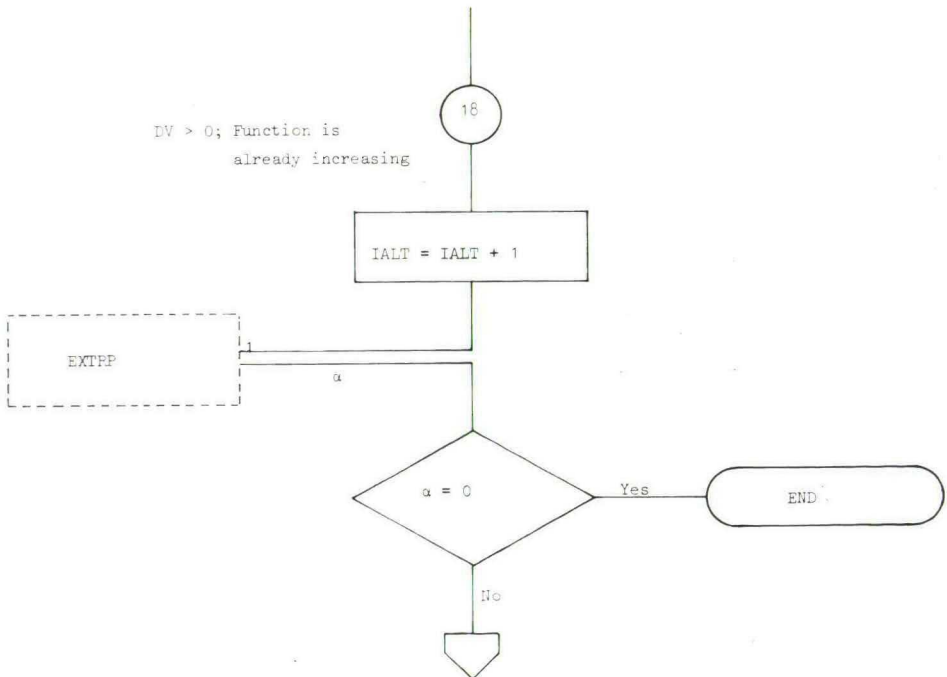 18
DV > 0; Function is
already increasing
IALT = IALT + 1
1
EXTRP
α
α = 0
Yes
END
No